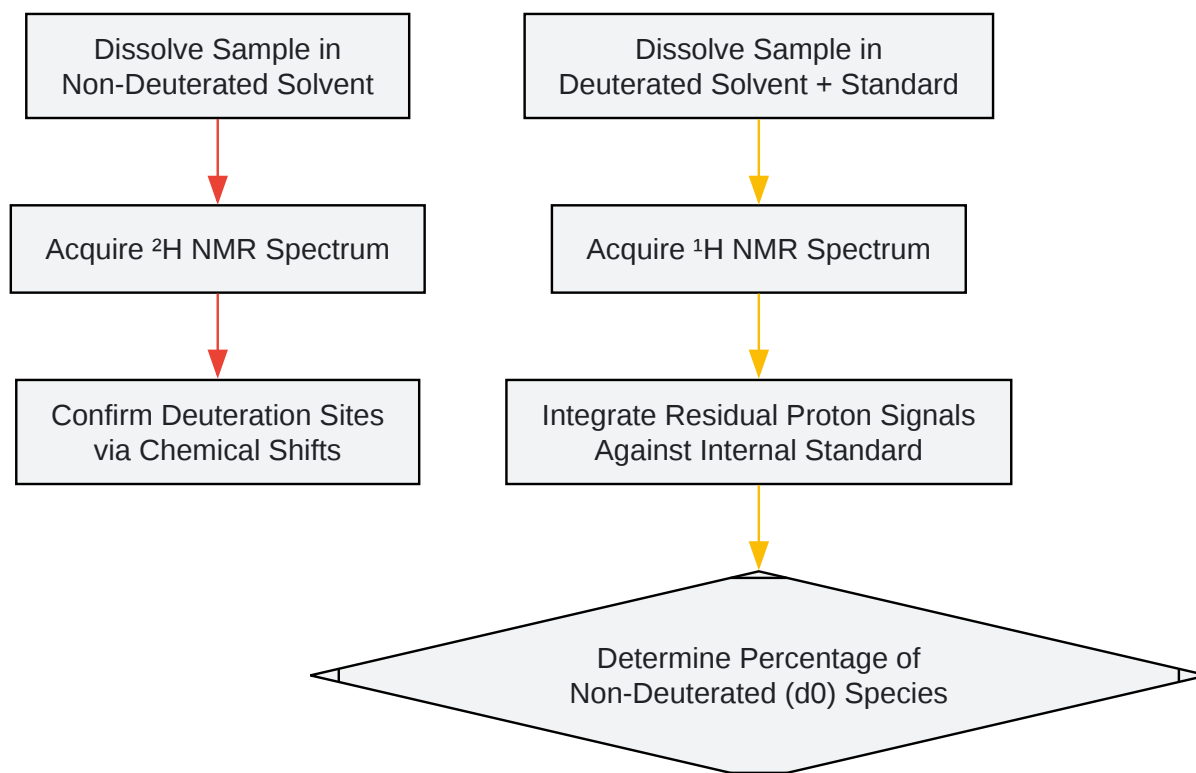 Dissolve Sample in
Non-Deuterated Solvent
Acquire ²H NMR Spectrum
Confirm Deuteration Sites
via Chemical Shifts
Dissolve Sample in
Deuterated Solvent + Standard
Acquire ¹H NMR Spectrum
Integrate Residual Proton Signals
Against Internal Standard
Determine Percentage of
Non-Deuterated (d0) Species